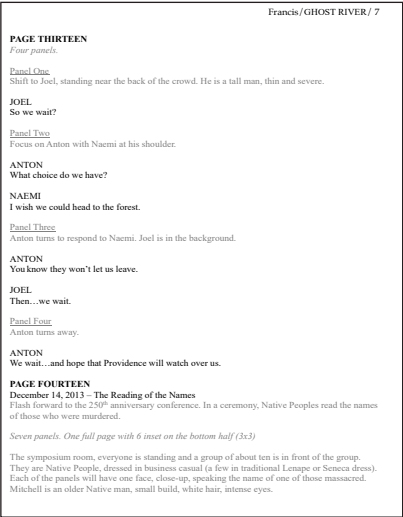 Francis/GHOST RIVER/ 7
PAGE THIRTEEN
Four panels.
Panel One
Shift to Joel, standing near the back of the crowd. He is a tall man, thin and severe.
JOEL
So we wait?
Panel Two
Focus on Anton with Naemi at his shoulder.
ANTON
What choice do we have?
NAEMI
I wish we could head to the forest.
Panel Three
Anton turns to respond to Naemi. Joel is in the background.
ANTON
You know they won't let us leave.
JOEL
Then…we wait.
Panel Four
Anton turns away.
ANTON
We wait…and hope that Providence will watch over us.
PAGE FOURTEEN
December 14, 2013 – The Reading of the Names
Flash forward to the 250th anniversary conference. In a ceremony, Native Peoples read the names
of those who were murdered.
Seven panels. One full page with 6 inset on the bottom half (3x3)
The symposium room, everyone is standing and a group of about ten is in front of the group.
They are Native People, dressed in business casual (a few in traditional Lenape or Seneca dress).
Each of the panels will have one face, close-up, speaking the name of one of those massacred.
Mitchell is an older Native man, small build, white hair, intense eyes.